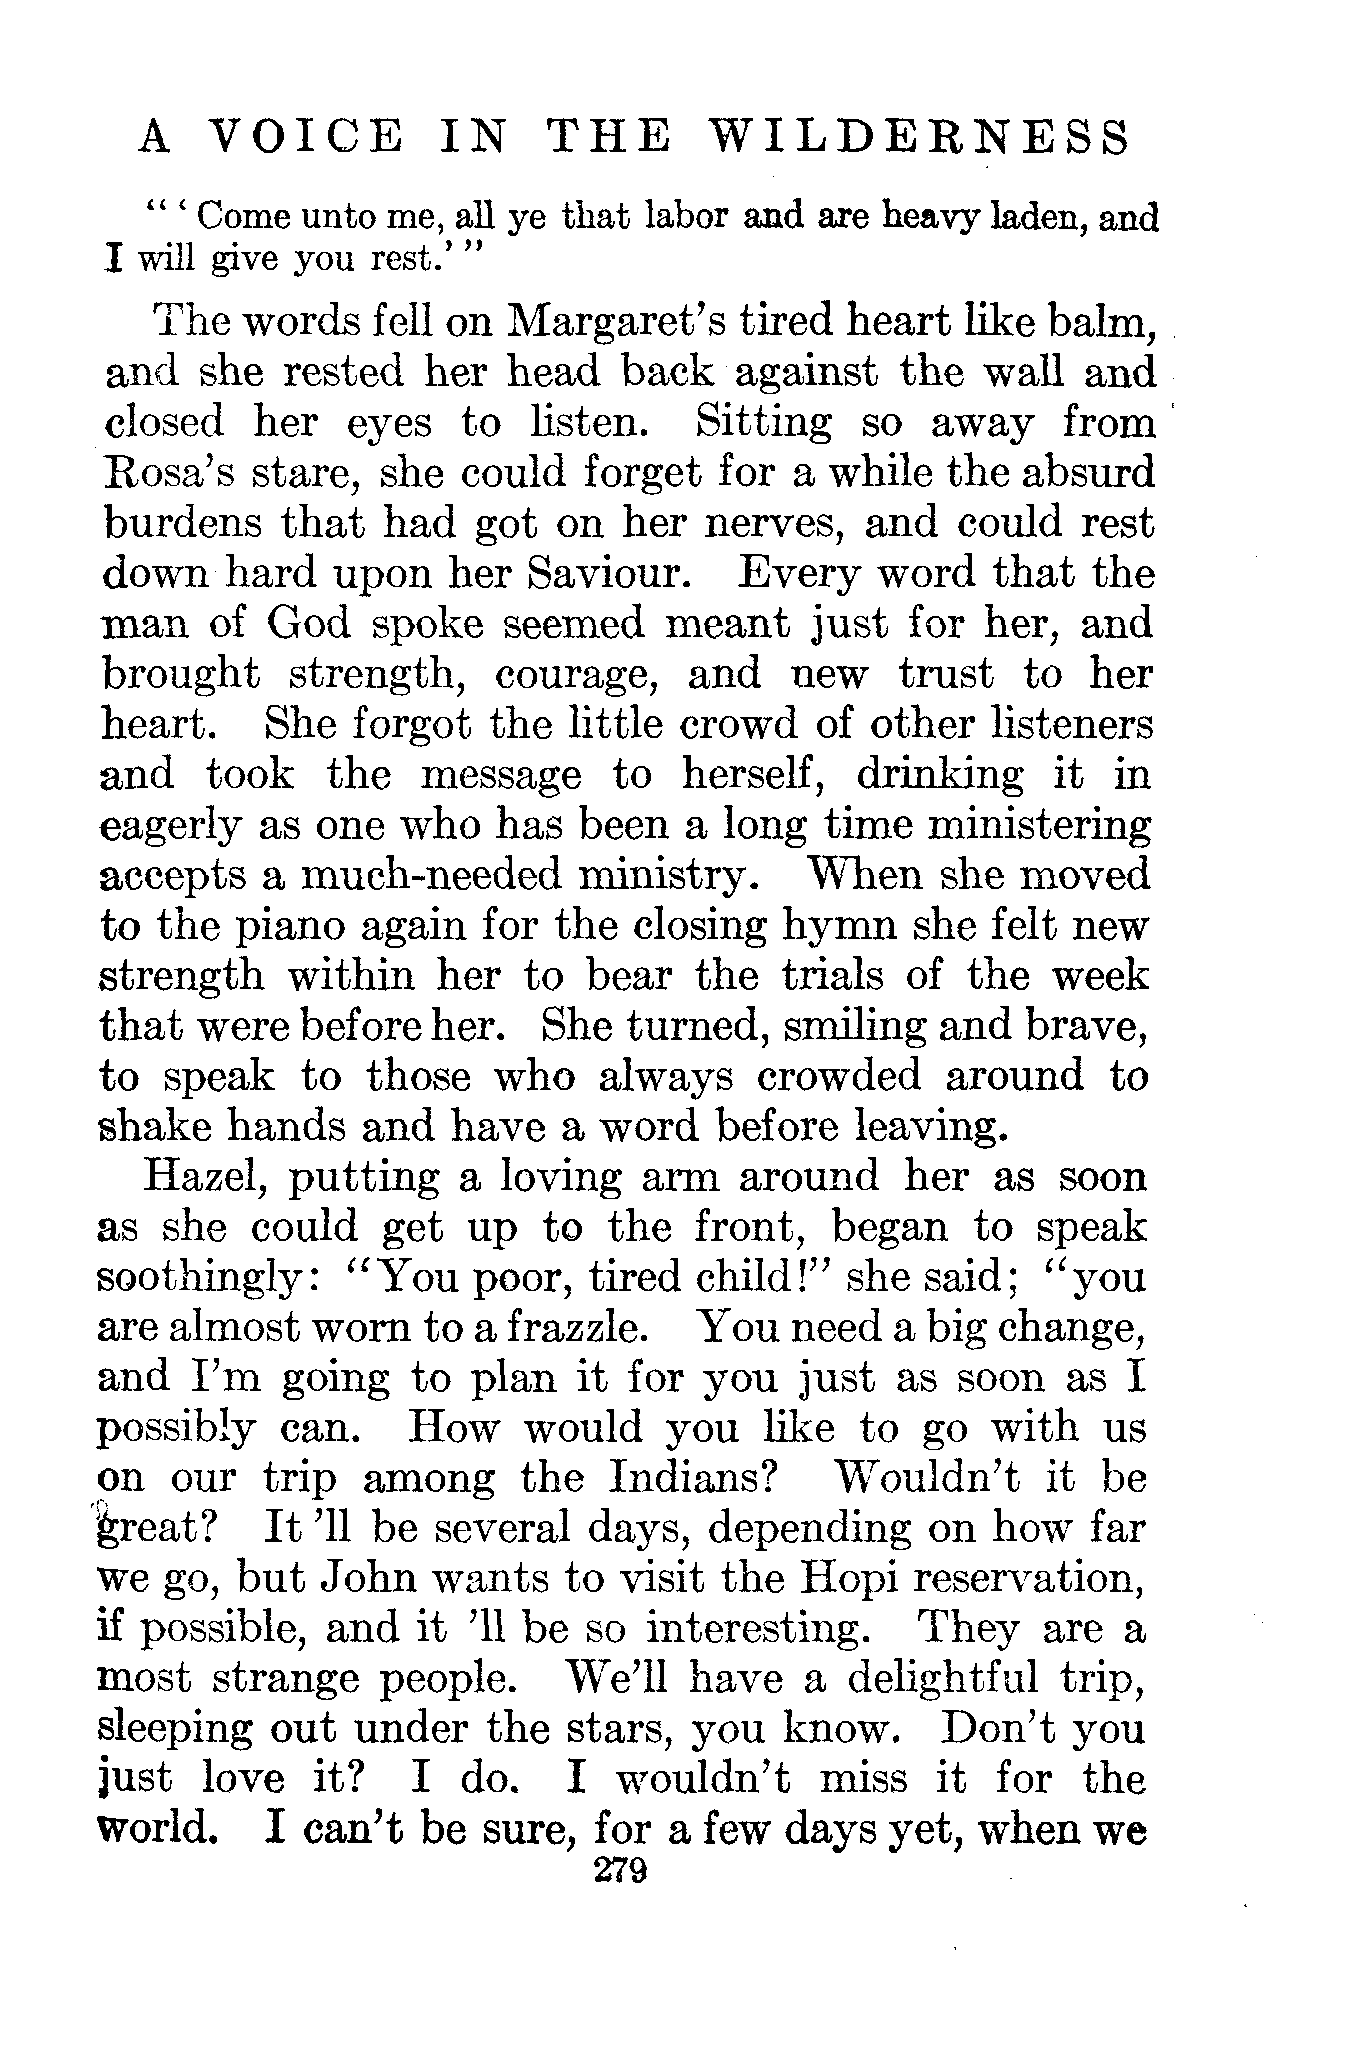 A VOICE IN THE WILDERNESS
“ ‘ Come unto me, all ye that labor and are heavy laden, and
I will give you rest.’ ”
The words fell on Margaret’s tired heart like balm,
and she rested her head back against the wall and
closed her eyes to listen. Sitting so away from
Rosa’s stare, she could forget for a while the absurd
burdens that had got on her nerves, and could rest
down hard upon her Saviour. Every word that the
man of God spoke seemed meant just for her, and
brought strength, courage, and new trust to her
heart. She forgot the little crowd of other listeners
and took the message to herself, drinking it in
eagerly as one who has been a long time ministering
accepts a much-needed ministry. When she moved
to the piano again for the closing hymn she felt new
strength within her to bear the trials of the week
that were before her. She turned, smiling and brave,
to speak to those who always crowded around to
shake hands and have a word before leaving.
Hazel, putting a loving arm around her as soon
as she could get up to the front, began to speak
soothingly: “You poor, tired child!” she said; “you
are almost worn to a frazzle. You need a big change,
and I’m going to plan it for you just as soon as I
possibly can. How would you like to go with us
on our trip among the Indians? Wouldn’t it be
great? It ’ll be several days, depending on how far
we go, but John wants to visit the Hopi reservation,
if possible, and it ’ll be so interesting. They are a
most strange people. We’ll have a delightful trip,
sleeping out under the stars, you know. Don’t you
just love it? I do. I wouldn’t miss it for the
world. I can’t be sure, for a few days yet, when we
279